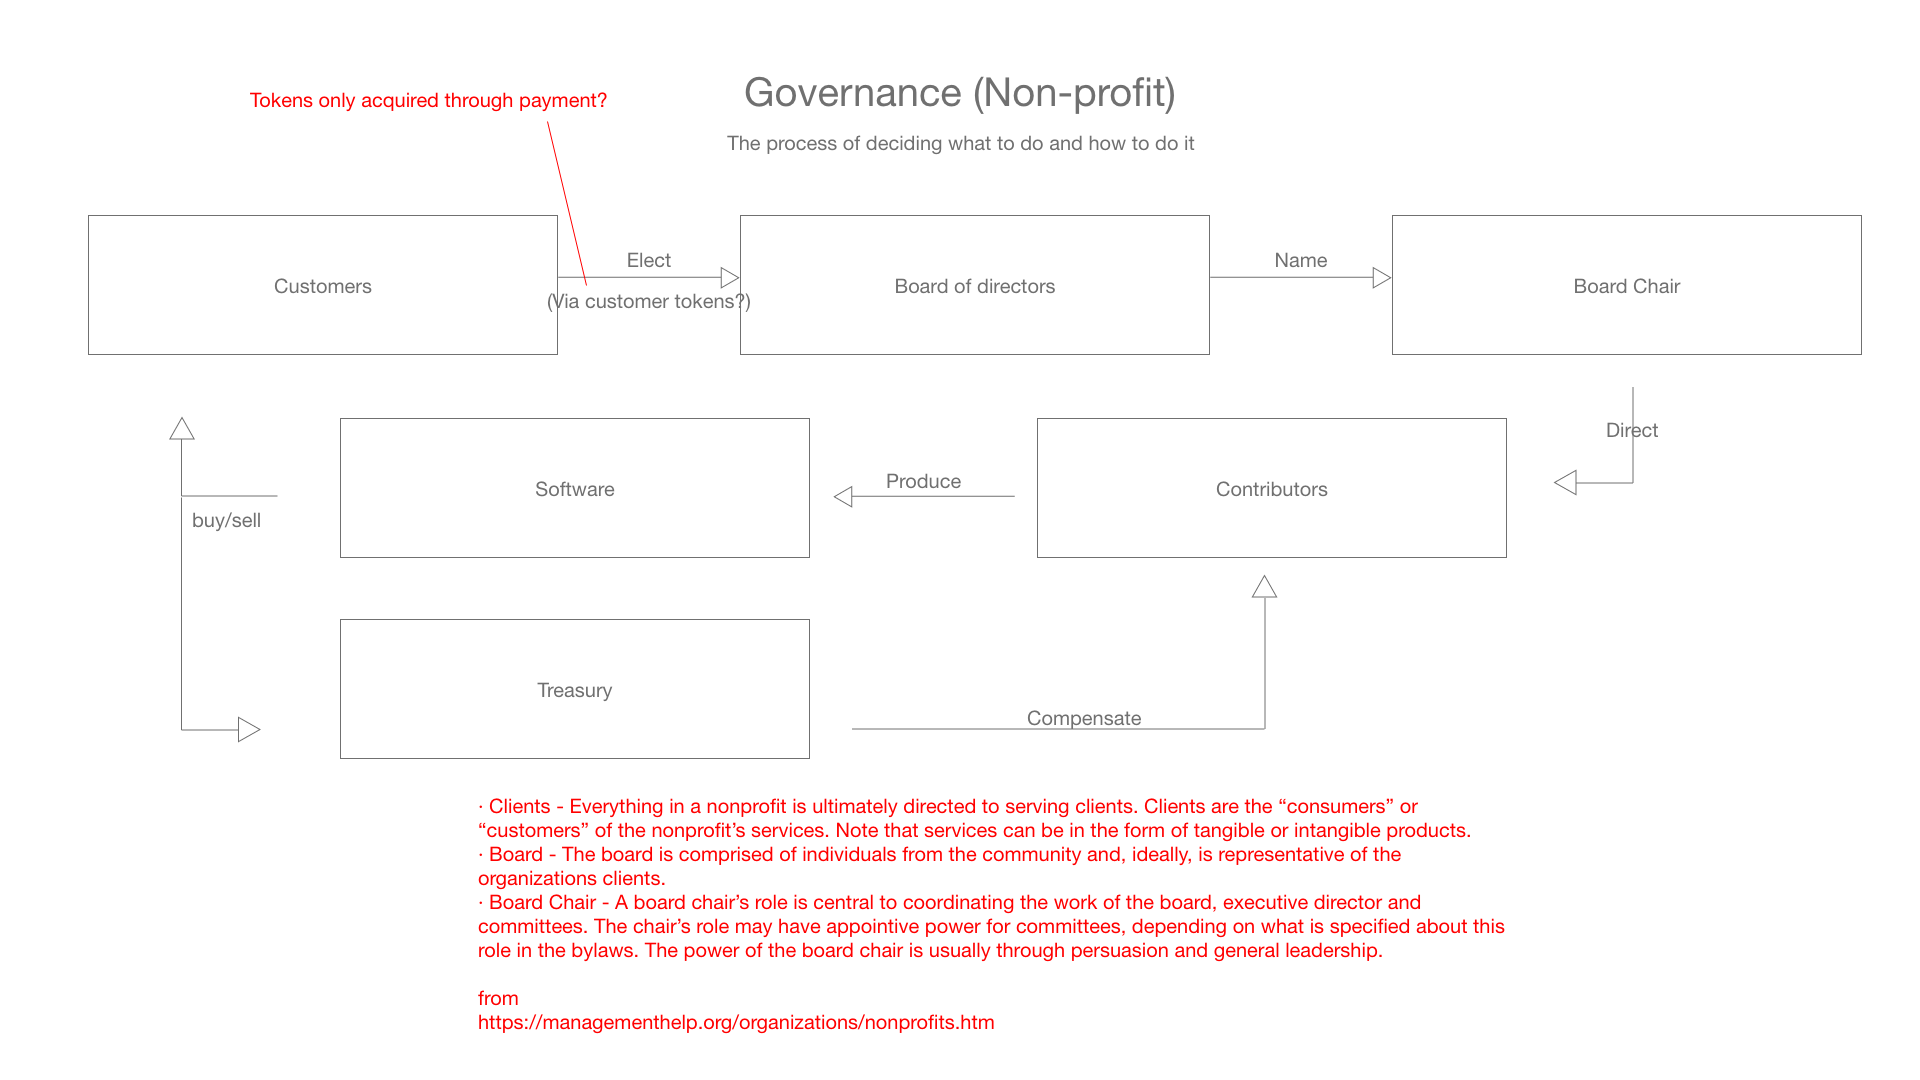 Governance (Non-profit)
The process of deciding what to do and how to do it
Tokens only acquired through payment?
Customers
Elect
(Via customer tokens?)
Board of directors
Name
Board Chair
Direct
Software
Produce
Contributors
buy/sell
Treasury
Compensate
· Clients - Everything in a nonprofit is ultimately directed to serving clients. Clients are the “consumers” or
“customers” of the nonprofit’s services. Note that services can be in the form of tangible or intangible products.
· Board - The board is comprised of individuals from the community and, ideally, is representative of the
organizations clients.
· Board Chair - A board chair’s role is central to coordinating the work of the board, executive director and
committees. The chair’s role may have appointive power for committees, depending on what is specified about this
role in the bylaws. The power of the board chair is usually through persuasion and general leadership.
from
https://managementhelp.org/organizations/nonprofits.htm